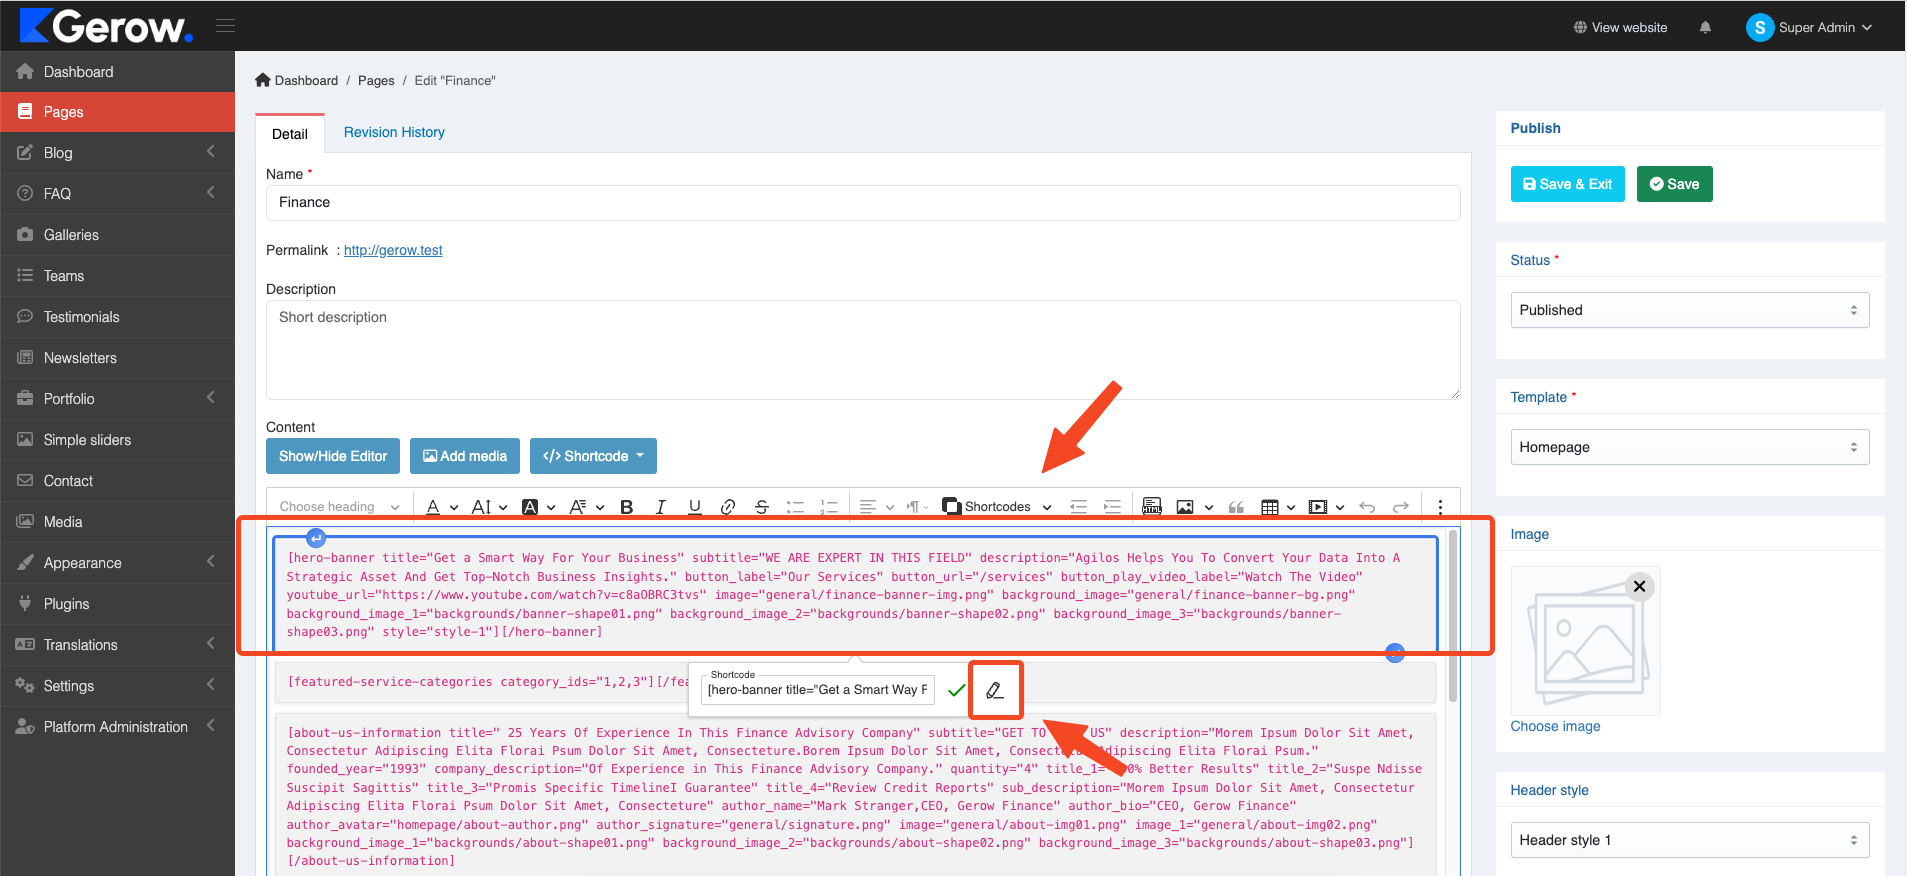 Gerow.
View website
S Super Admin
Dashboard
Pages
Blog
FAQ
Galleries
Teams
Testimonials
Newsletters
Portfolio
Simple sliders
Contact
Media
Appearance
Plugins
Translations
Settings
Platform Administration
Dashboard / Pages / Edit "Finance"
Detail
Revision History
Name *
Finance
Permalink : http://gerow.test
Description
Short description
Content
Show/Hide Editor
Add media
</> Shortcode
Choose heading
Shortcodes
[hero-banner title="Get a Smart Way For Your Business" subtitle="WE ARE EXPERT IN THIS FIELD" description="Agilos Helps You To Convert Your Data Into A
Strategic Asset And Get Top-Notch Business Insights." button_label="Our Services" button_url="/services" button_play_video_label="Watch The Video"
youtube_url="https://www.youtube.com/watch?v=c8aOBRC3tvs" image="general/finance-banner-img.png" background_image="general/finance-banner-bg.png"
background_image_1="backgrounds/banner-shape01.png" background_image_2="backgrounds/banner-shape02.png" background_image_3="backgrounds/banner-
shape03.png" style="style-1"][/hero-banner]
[featured-service-categories category_ids="1,2,3"][/fea
Shortcode
[hero-banner title="Get a Smart Way F
[about-us-information title=" 25 Years Of Experience In This Finance Advisory Company" subtitle="GET TO US" description="Morem Ipsum Dolor Sit Amet,
Consectetur Adipiscing Elita Florai Psum Dolor Sit Amet, Consecteture.Borem Ipsum Dolor Sit Amet, Consectetur Adipiscing Elita Florai Psum."
founded_year="1993" company_description="Of Experience in This Finance Advisory Company." quantity="4" title_1= 0% Better Results" title_2="Suspe Ndisse
Suscipit Sagittis" title_3="Promis Specific TimelineI Guarantee" title_4="Review Credit Reports" sub_description="Morem Ipsum Dolor Sit Amet, Consectetur
Adipiscing Elita Florai Psum Dolor Sit Amet, Consecteture" author_name="Mark Stranger,CEO, Gerow Finance" author_bio="CEO, Gerow Finance"
author_avatar="homepage/about-author.png" author_signature="general/signature.png" image="general/about-img01.png" image_1="general/about-img02.png"
background_image_1="backgrounds/about-shape01.png" background_image_2="backgrounds/about-shape02.png" background_image_3="backgrounds/about-shape03.png"]
[/about-us-information]
Publish
Save & Exit
Save
Status *
Published
Template *
Homepage
Image
Choose image
Header style
Header style 1